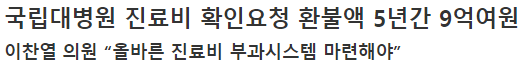 국립대병원 진료비 확인요청 환불액 5년간 9억여원
이찬열 의원 “올바른 진료비 부과시스템 마련해야”